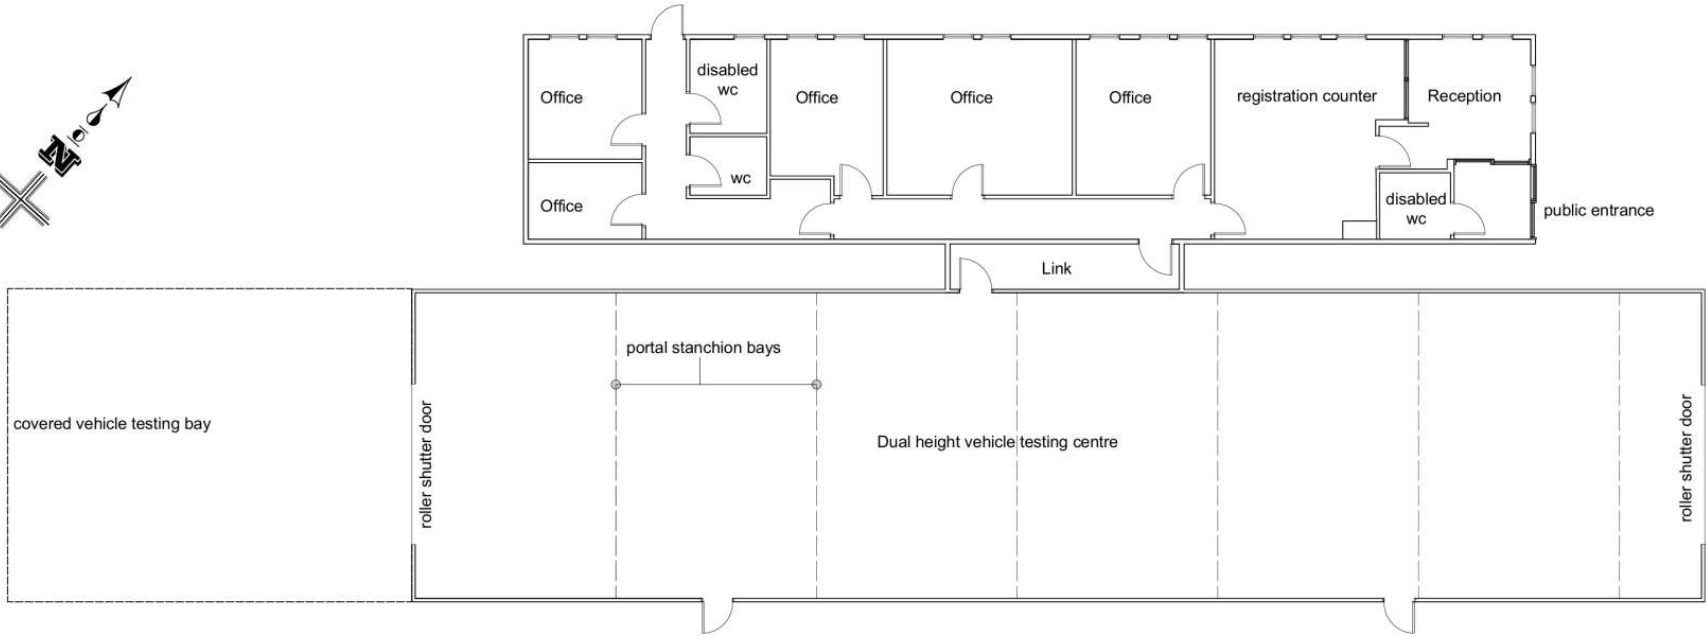 disabled
wc
Office
Office
Office
Office
registration counter
Reception
N
wc
Office
disabled
wc
public entrance
Link
portal stanchion bays
covered vehicle testing bay
roller shutter door
Dual height vehicle testing centre
roller shutter door